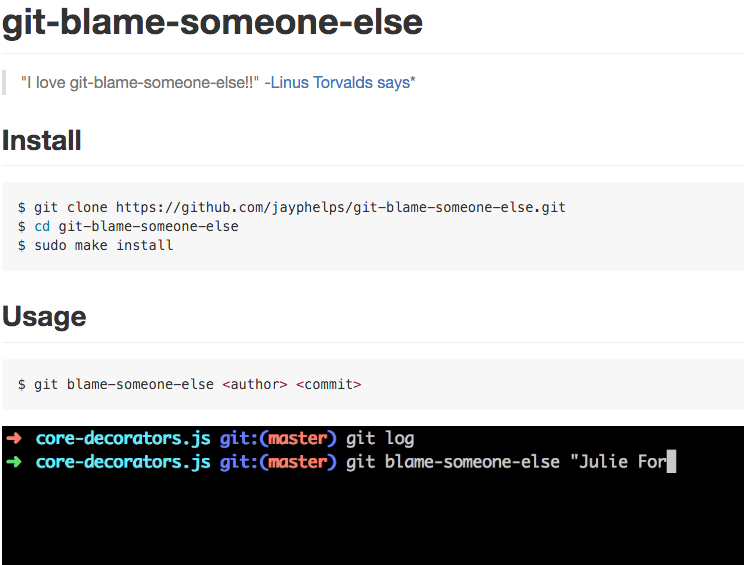 git-blame-someone-else
"I love git-blame-someone-else!!" -Linus Torvalds says*
Install
$ git clone https://github.com/jayphelps/git-blame-someone-else.git
$ cd git-blame-someone-else
$ sudo make install
Usage
$ git blame-someone-else <author> <commit>
➜ core-decorators.js git:(master) git log
➜ core-decorators.js git:(master) git blame-someone-else "Julie For